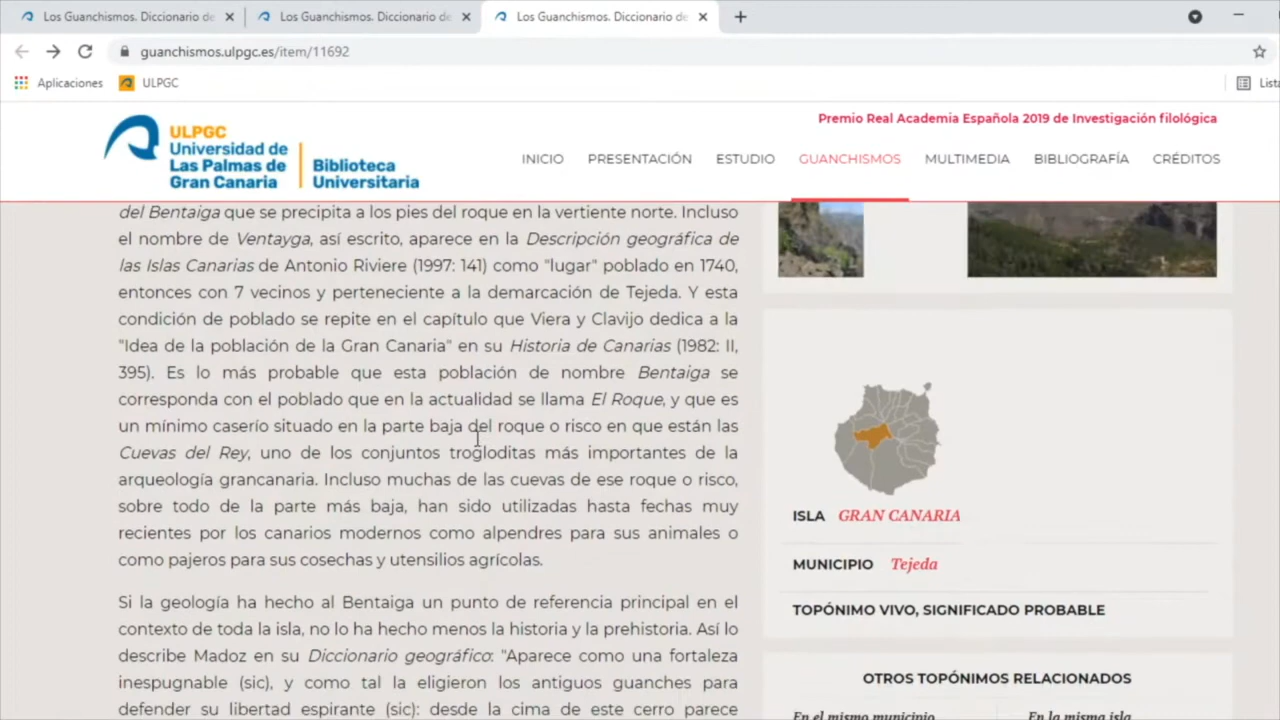 Los Guanchismos. Diccionario de
Los Guanchismos. Diccionario de
Los Guanchismos. Diccionario de
guanchismos.ulpgc.es/item/11692
Aplicaciones
ULPGC
Lista
Premio Real Academia Española 2019 de Investigación filológica
ULPGC
Universidad de
Las Palmas de
Gran Canaria
Biblioteca
Universitaria
INICIO
PRESENTACIÓN
ESTUDIO
GUANCHISMOS
MULTIMEDIA
BIBLIOGRAFÍA
CRÉDITOS
del Bentaiga que se precipita a los pies del roque en la vertiente norte. Incluso
el nombre de Ventayga, así escrito, aparece en la Descripción geográfica de
las Islas Canarias de Antonio Riviere (1997: 141) como "lugar" poblado en 1740,
entonces con 7 vecinos y perteneciente a la demarcación de Tejeda. Y esta
condición de poblado se repite en el capítulo que Viera y Clavijo dedica a la
"Idea de la población de la Gran Canaria" en su Historia de Canarias (1982: II,
395). Es lo más probable que esta población de nombre Bentaiga se
corresponda con el poblado que en la actualidad se llama El Roque, y que es
un mínimo caserío situado en la parte baja del roque o risco en que están las
Cuevas del Rey, uno de los conjuntos trogloditas más importantes de la
arqueología grancanaria. Incluso muchas de las cuevas de ese roque o risco,
sobre todo de la parte más baja, han sido utilizadas hasta fechas muy
recientes por los canarios modernos como alpendres para sus animales o
como pajeros para sus cosechas y utensilios agrícolas.
Si la geología ha hecho al Bentaiga un punto de referencia principal en el
contexto de toda la isla, no lo ha hecho menos la historia y la prehistoria. Así lo
describe Madoz en su Diccionario geográfico: "Aparece como una fortaleza
inespugnable (sic), y como tal la eligieron los antiguos guanches para
defender su libertad espirante (sic): desde la cima de este cerro parece
ISLA GRAN CANARIA
MUNICIPIO Tejeda
TOPÓNIMO VIVO, SIGNIFICADO PROBABLE
OTROS TOPÓNIMOS RELACIONADOS
En el mismo municipio
En la misma isla